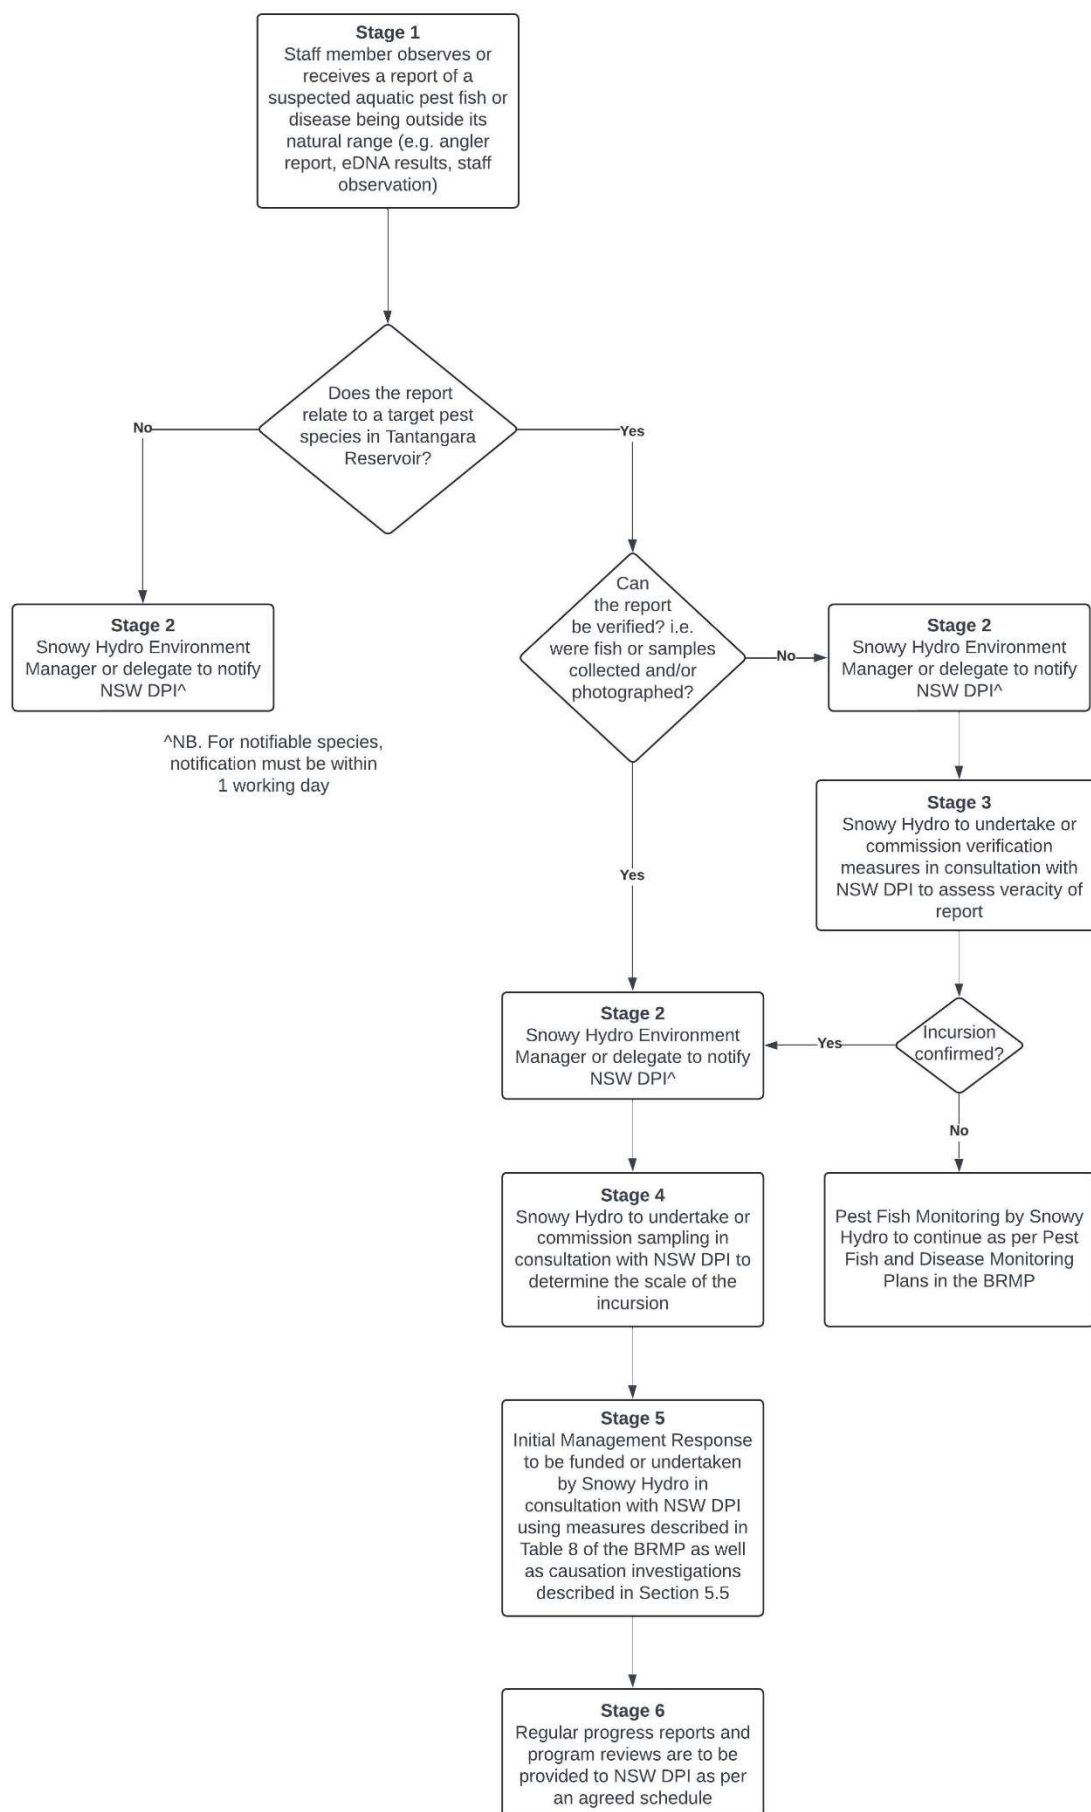 Stage 1
Staff member observes or
receives a report of a
suspected aquatic pest fish or
disease being outside its
natural range (e.g. angler
report, eDNA results, staff
observation)
Does the report
relate to a target pest
species in Tantangara
Reservoir?
No
Yes
Stage 2
Snowy Hydro Environment
Manager or delegate to notify
NSW DPI^
^NB. For notifiable species,
notification must be within
1 working day
Can
the report
be verified? i.e.
were fish or samples
collected and/or
photographed?
No
Stage 2
Snowy Hydro Environment
Manager or delegate to notify
NSW DPI^
Stage 3
Snowy Hydro to undertake or
commission verification
measures in consultation with
NSW DPI to assess veracity of
report
Yes
Incursion
confirmed?
Yes
No
Stage 2
Snowy Hydro Environment
Manager or delegate to notify
NSW DPI^
Pest Fish Monitoring by Snowy
Hydro to continue as per Pest
Fish and Disease Monitoring
Plans in the BRMP
Stage 4
Snowy Hydro to undertake or
commission sampling in
consultation with NSW DPI to
determine the scale of the
incursion
Stage 5
Initial Management Response
to be funded or undertaken
by Snowy Hydro in
consultation with NSW DPI
using measures described in
Table 8 of the BRMP as well
as causation investigations
described in Section 5.5
Stage 6
Regular progress reports and
program reviews are to be
provided to NSW DPI as per
an agreed schedule